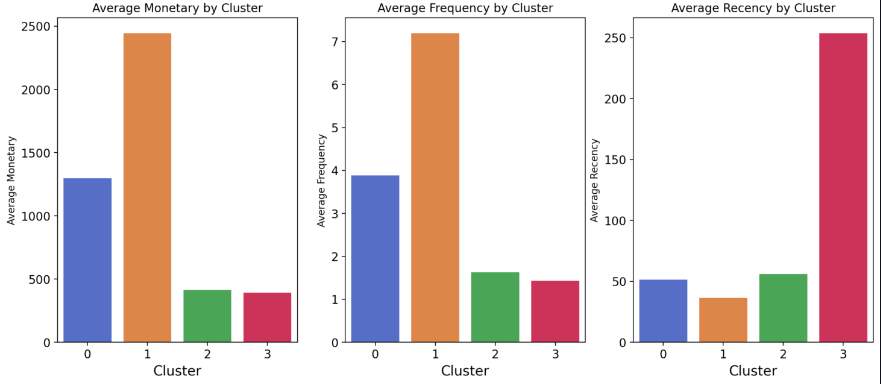 Average Monetary by Cluster
Average Monetary
2500
2000
1500
1000
500
0
0 1 2 3
Cluster
Average Frequency by Cluster
Average Frequency
7
6
5
4
3
2
1
0
0 1 2 3
Cluster
Average Recency by Cluster
Average Recency
250
200
150
100
50
0
0 1 2 3
Cluster